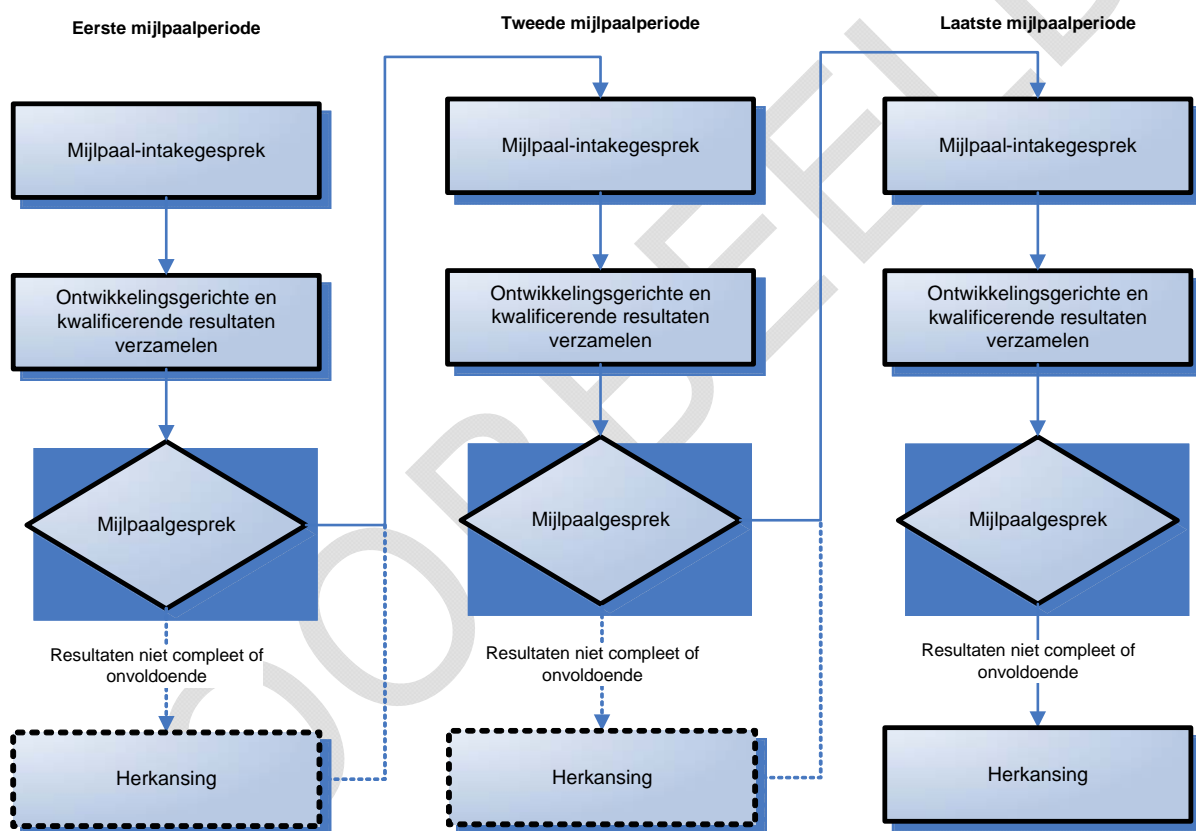 Eerste mijlpaalperiode
Mijlpaal-intakegesprek
Ontwikkelingsgerichte en
kwalificerende resultaten
verzamelen
Mijlpaalgesprek
Resultaten niet compleet of
onvoldoende
Herkansing
Tweede mijlpaalperiode
Mijlpaal-intakegesprek
Ontwikkelingsgerichte en
kwalificerende resultaten
verzamelen
Mijlpaalgesprek
Resultaten niet compleet of
onvoldoende
Herkansing
Laatste mijlpaalperiode
Mijlpaal-intakegesprek
Ontwikkelingsgerichte en
kwalificerende resultaten
verzamelen
Mijlpaalgesprek
Resultaten niet compleet of
onvoldoende
Herkansing